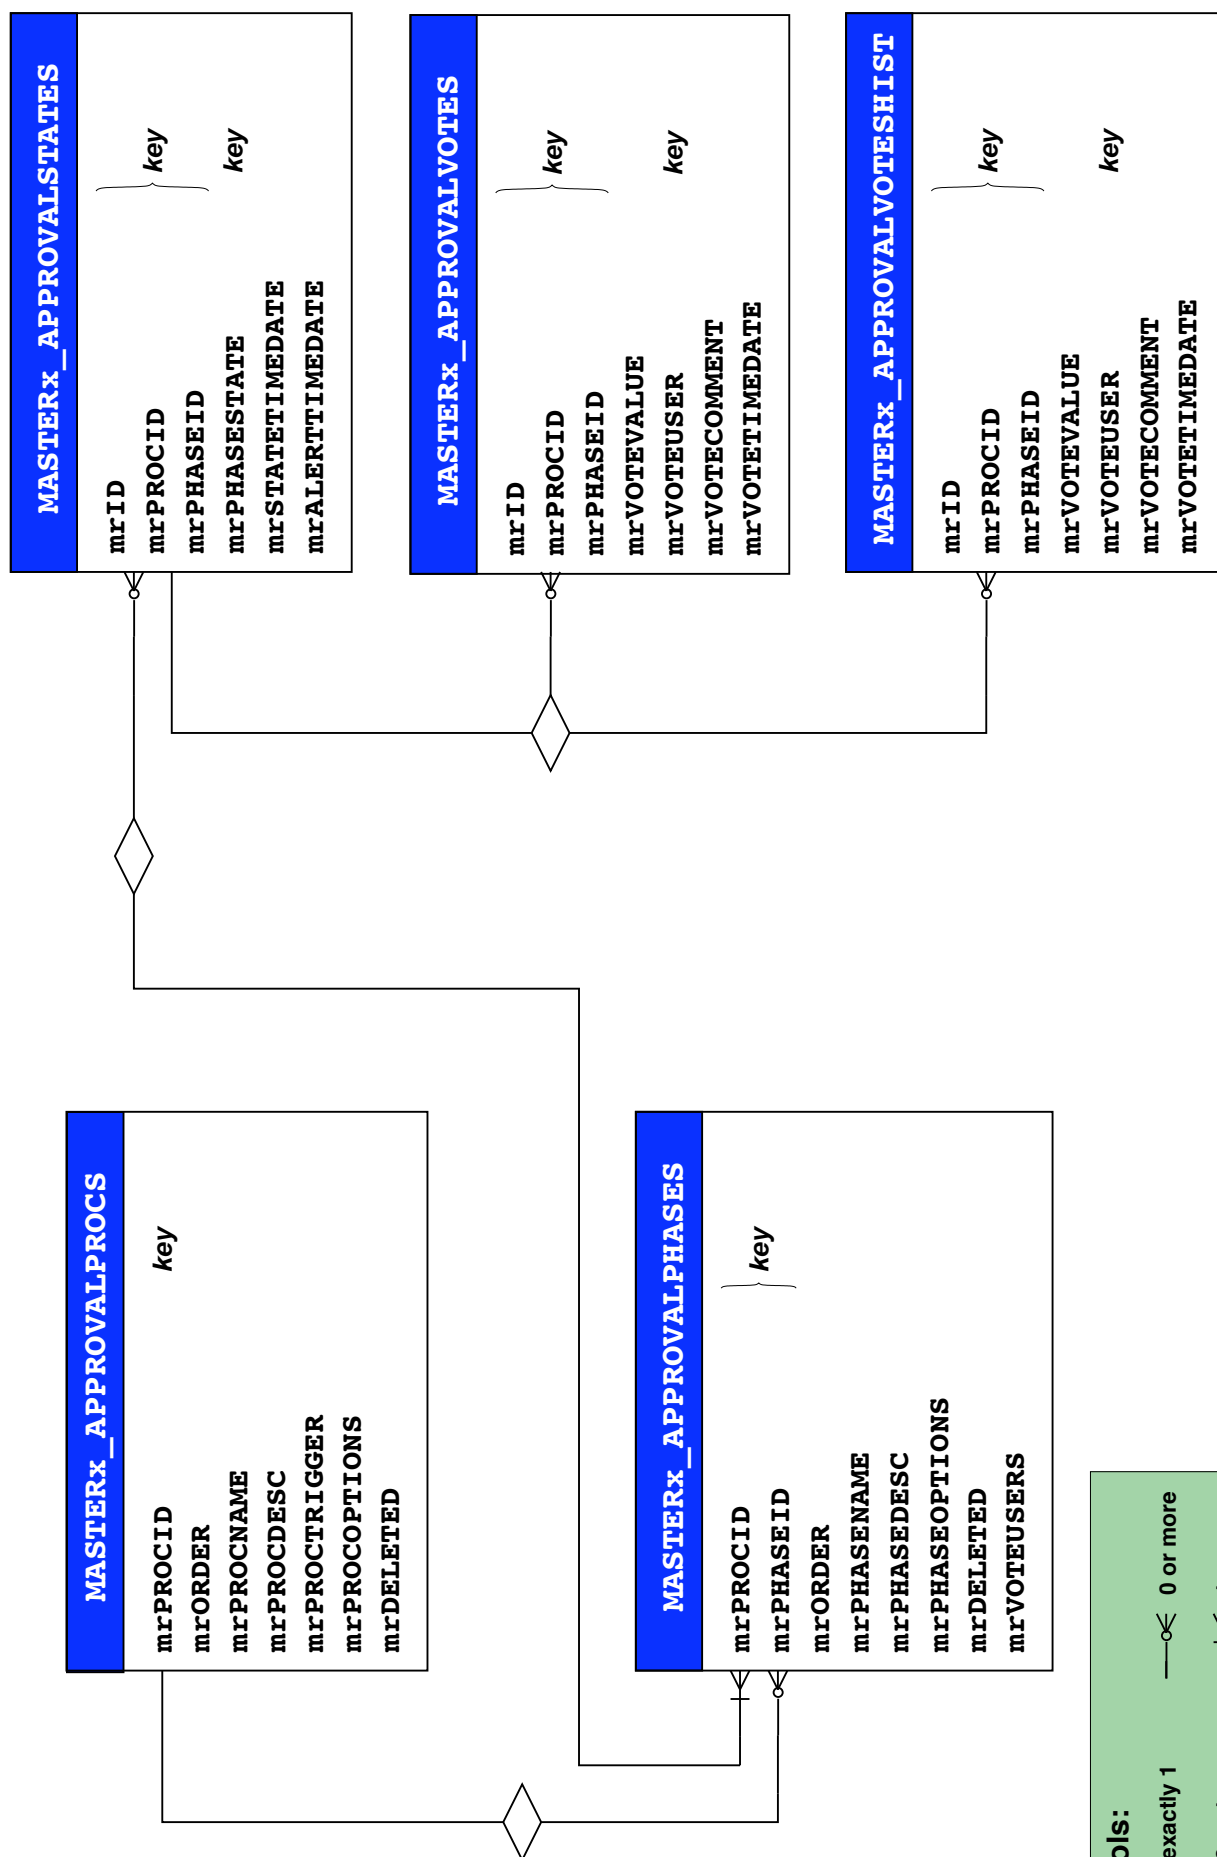 MASTERx_APPROVALPROCS
mrPROCID key
mrORDER
mrPROCNAME
mrPROCDESC
mrPROCTRIGGER
mrPROCOPTIONS
mrDELETED
MASTERx_APPROVALPHASES
mrPROCID
mrPHASEID
key
mrORDER
mrPHASENAME
mrPHASEDESC
mrPHASEOPTIONS
mrDELETED
mrVOTEUSERS
MASTERx_APPROVALSTATES
mrID
mrPROCID
mrPHASEID
key
mrPHASESTATE key
mrSTATETIMEDATE
mrALERTTIMEDATE
MASTERx_APPROVALVOTES
mrID
mrPROCID
mrPHASEID
key
mrVOTEVALUE
mrVOTEUSER key
mrVOTECOMMENT
mrVOTETIMEDATE
MASTERx_APPROVALVOTESHIST
mrID
mrPROCID
mrPHASEID
key
mrVOTEVALUE
mrVOTEUSER key
mrVOTECOMMENT
mrVOTETIMEDATE
ols:
exactly 1
0 or more